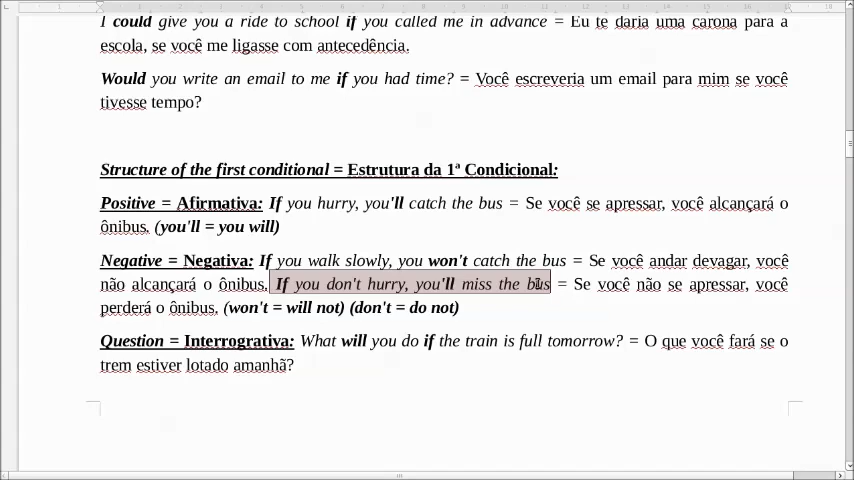 I could give you a ride to school if you called me in advance = Eu te daria uma carona para a
escola, se você me ligasse com antecedência.
Would you write an email to me if you had time? = Você escreveria um email para mim se você
tivesse tempo?
Structure of the first conditional = Estrutura da 1ª Condicional:
Positive = Afirmativa: If you hurry, you'll catch the bus = Se você se apressar, você alcançará o
ônibus. (you'll = you will)
Negative = Negativa: If you walk slowly, you won't catch the bus = Se você andar devagar, você
não alcançará o ônibus. If you don't hurry, you'll miss the bus = Se você não se apressar, você
perderá o ônibus. (won't = will not) (don't = do not)
Question = Interrogativa: What will you do if the train is full tomorrow? = O que você fará se o
trem estiver lotado amanhã?